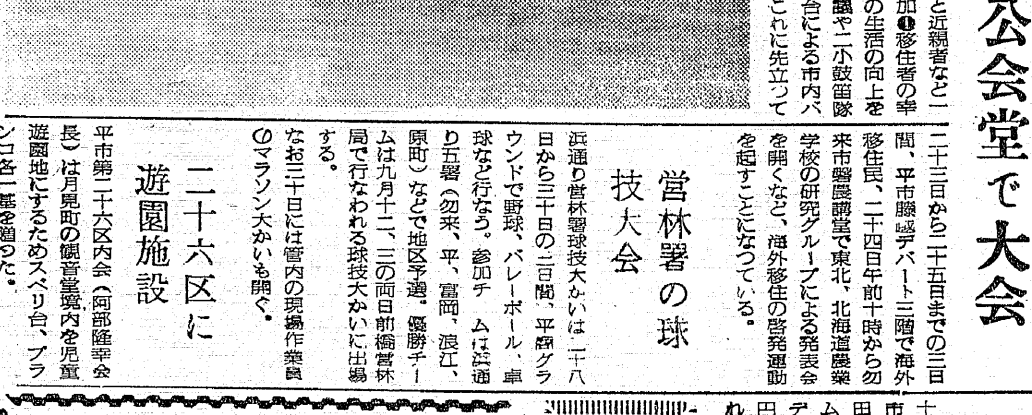 公会堂で大会
と近親者など一
加❶移住者の幸
の生活の向上を
議や二小鼓笛隊
台による市内パ
これに先立って
二十三日から二十五日までの三日
間、平市藤越デパート三階で海外
移住民、二十四日午前十時から勿
来市磐農講堂で東北、北海道農業
学校の研究グループによる発表会
を開くなど、海外移住の啓発運動
を起すことになっている。
営林署の球
技大会
浜通り営林署球技大かいは二十八
日から三十日の三日間、平 グラ
ウンドで野球、バレーボール、卓
球など行なう。参加チ ムは浜通
り五署(勿来、平、富岡、浪江、
原町)などで地区予選。優勝チー
ムは九月十二、三の両日前橋営林
局で行なわれる球技大かいに出場
する。
なお三十日には管内の現場作業員
のマラソン大かいも開く。
二十六区に
遊園施設
平市第二十六区内会(阿部隆幸会
長)は月見町の観音堂境内を児童
遊園地にするためスベリ台、ブラ
ンコ各一基を造った。